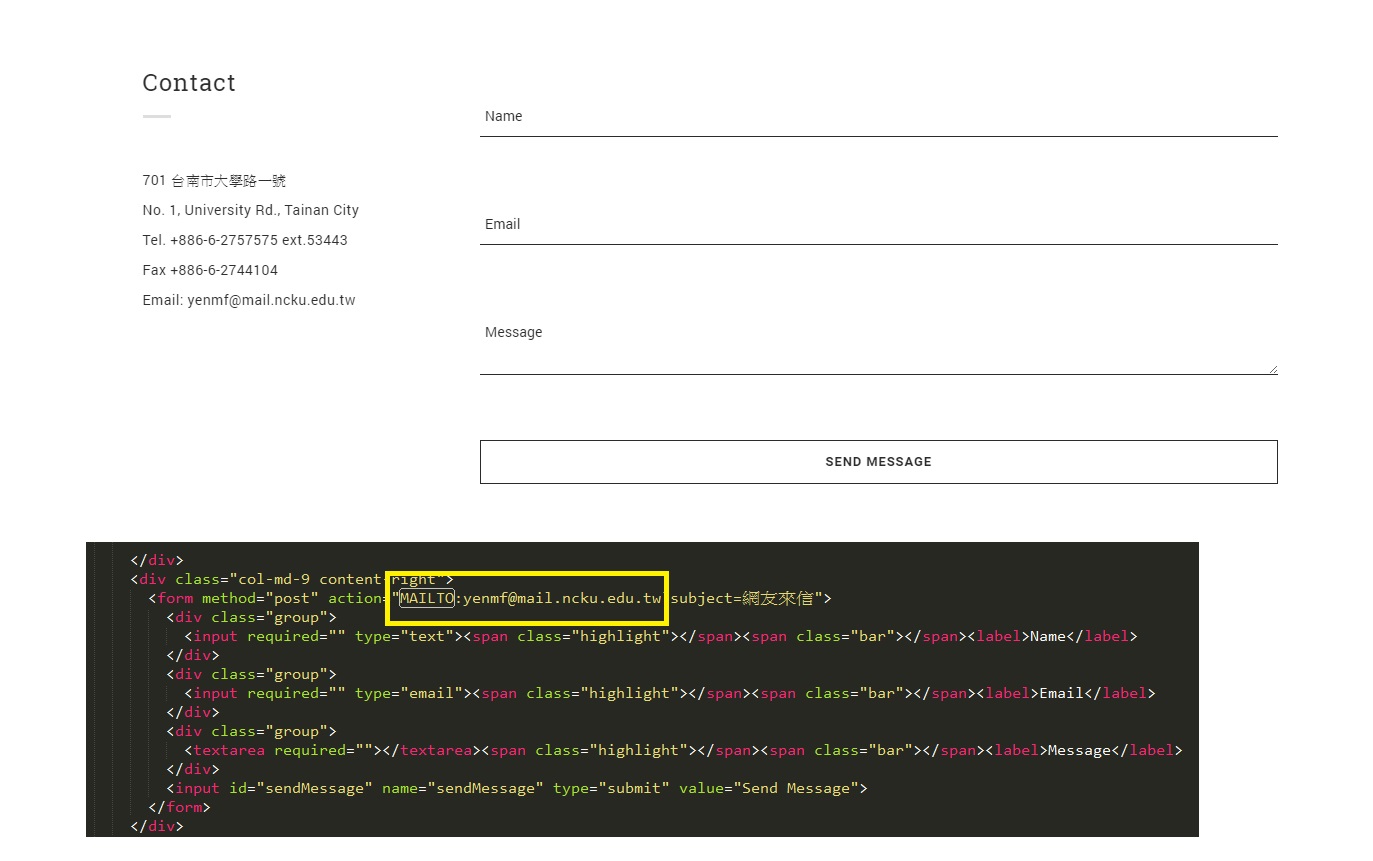 Contact
701 台南市大學路一號
No. 1, University Rd., Tainan City
Tel. +886-6-2757575 ext.53443
Fax +886-6-2744104
Email: yenmf@mail.ncku.edu.tw
Name
Email
Message
SEND MESSAGE
</div>
<div class="col-md-9 content-right">
<form method="post" action="MAILTO:yenmf@mail.ncku.edu.tw subject=網友來信">
<div class="group">
<input required="" type="text"><span class="highlight"></span><span class="bar"></span><label>Name</label>
</div>
<div class="group">
<input required="" type="email"><span class="highlight"></span><span class="bar"></span><label>Email</label>
</div>
<div class="group">
<textarea required=""></textarea><span class="highlight"></span><span class="bar"></span><label>Message</label>
</div>
<input id="sendMessage" name="sendMessage" type="submit" value="Send Message">
</form>
</div>